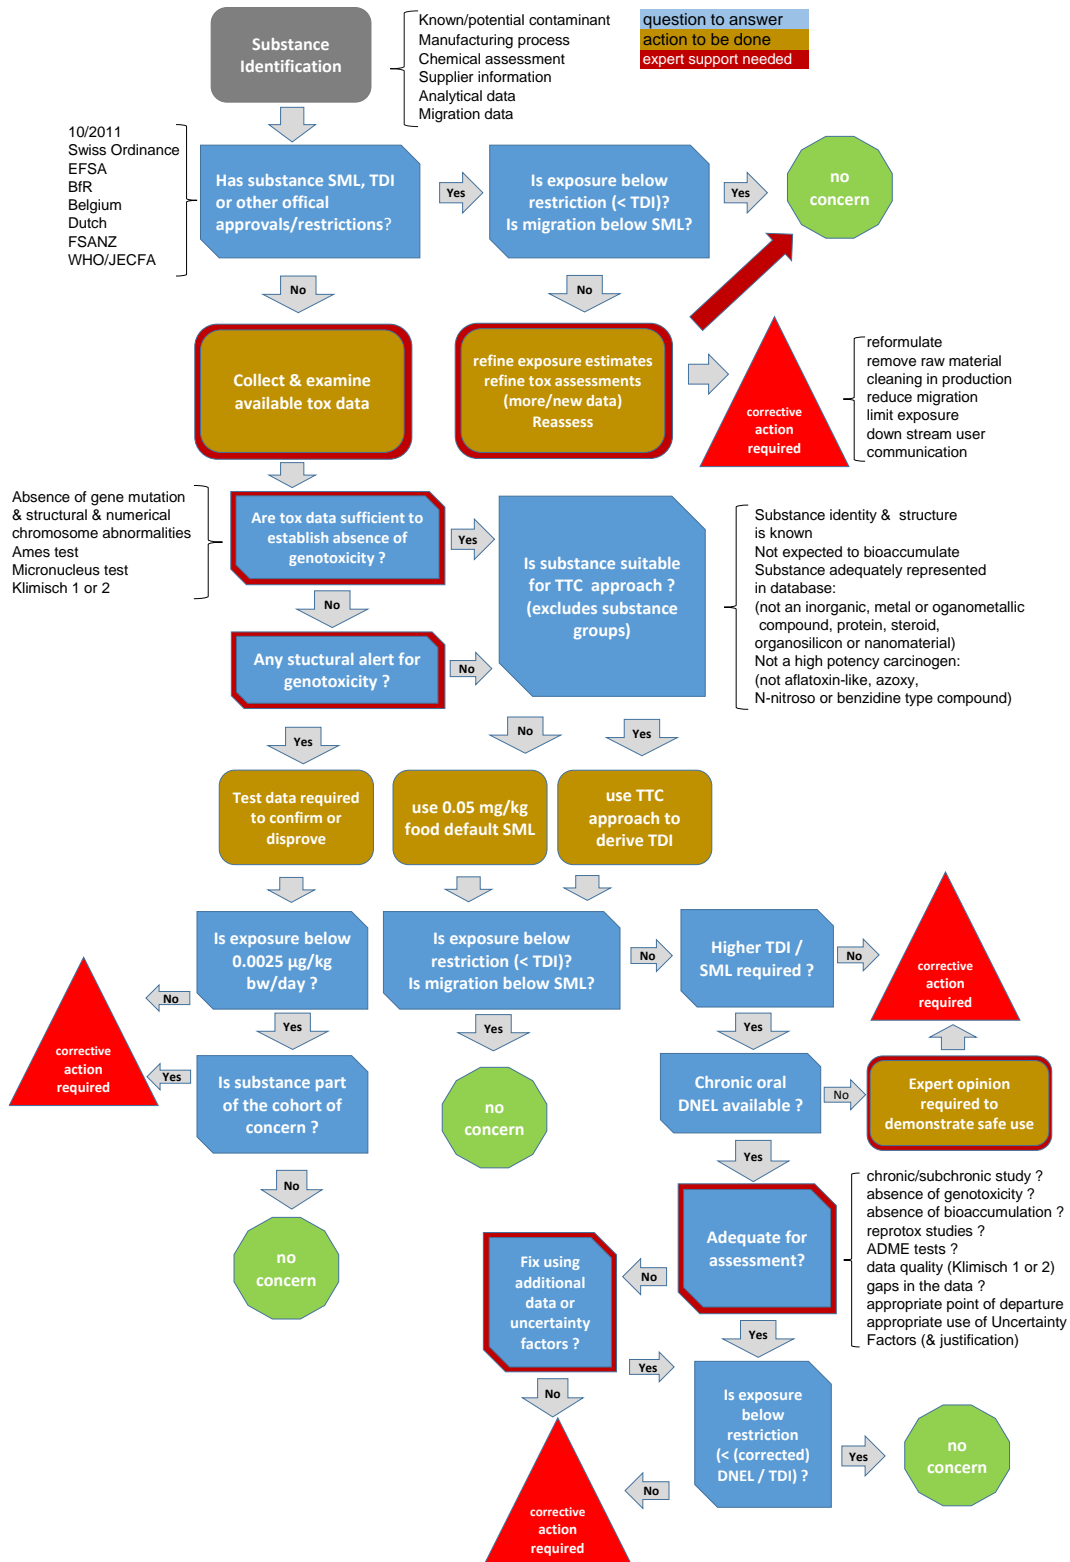 Substance
Identification
Known/potential contaminant
Manufacturing process
Chemical assessment
Supplier information
Analytical data
Migration data
question to answer
action to be done
expert support needed
10/2011
Swiss Ordinance
EFSA
BfR
Belgium
Dutch
FSANZ
WHO/JECFA
Has substance SML, TDI
or other offical
approvals/restrictions?
Yes
Is exposure below
restriction (< TDI)?
Is migration below SML?
Yes
no
concern
No
No
Collect & examine
available tox data
refine exposure estimates
refine tox assessments
(more/new data)
Reassess
corrective
action
required
reformulate
remove raw material
cleaning in production
reduce migration
limit exposure
down stream user
communication
Absence of gene mutation
& structural & numerical
chromosome abnormalities
Ames test
Micronucleus test
Klimisch 1 or 2
Are tox data sufficient to
establish absence of
genotoxicity ?
Yes
Is substance suitable
for TTC approach ?
(excludes substance
groups)
Substance identity & structure
is known
Not expected to bioaccumulate
Substance adequately represented
in database:
(not an inorganic, metal or oganometallic
compound, protein, steroid,
organosilicon or nanomaterial)
Not a high potency carcinogen:
(not aflatoxin-like, azoxy,
N-nitroso or benzidine type compound)
No
Any stuctural alert for
genotoxicity ?
No
Yes
No
Yes
Test data required
to confirm or
disprove
use 0.05 mg/kg
food default SML
use TTC
approach to
derive TDI
Is exposure below
0.0025 µg/kg
bw/day ?
Is exposure below
restriction (< TDI)?
Is migration below SML?
No
Higher TDI /
SML required ?
No
corrective
action
required
No
corrective
action
required
Yes
Yes
Yes
Yes
Is substance part
of the cohort of
concern ?
no
concern
Chronic oral
DNEL available ?
No
Expert opinion
required to
demonstrate safe use
No
Yes
no
concern
Adequate for
assessment?
chronic/subchronic study ?
absence of genotoxicity ?
absence of bioaccumulation ?
reprotox studies ?
ADME tests ?
data quality (Klimisch 1 or 2)
gaps in the data ?
appropriate point of departure
appropriate use of Uncertainty
Factors (& justification)
No
Fix using
additional
data or
uncertainty
factors ?
Yes
Yes
No
Is exposure
below
restriction
(< (corrected)
DNEL / TDI) ?
Yes
no
concern
No
corrective
action
required